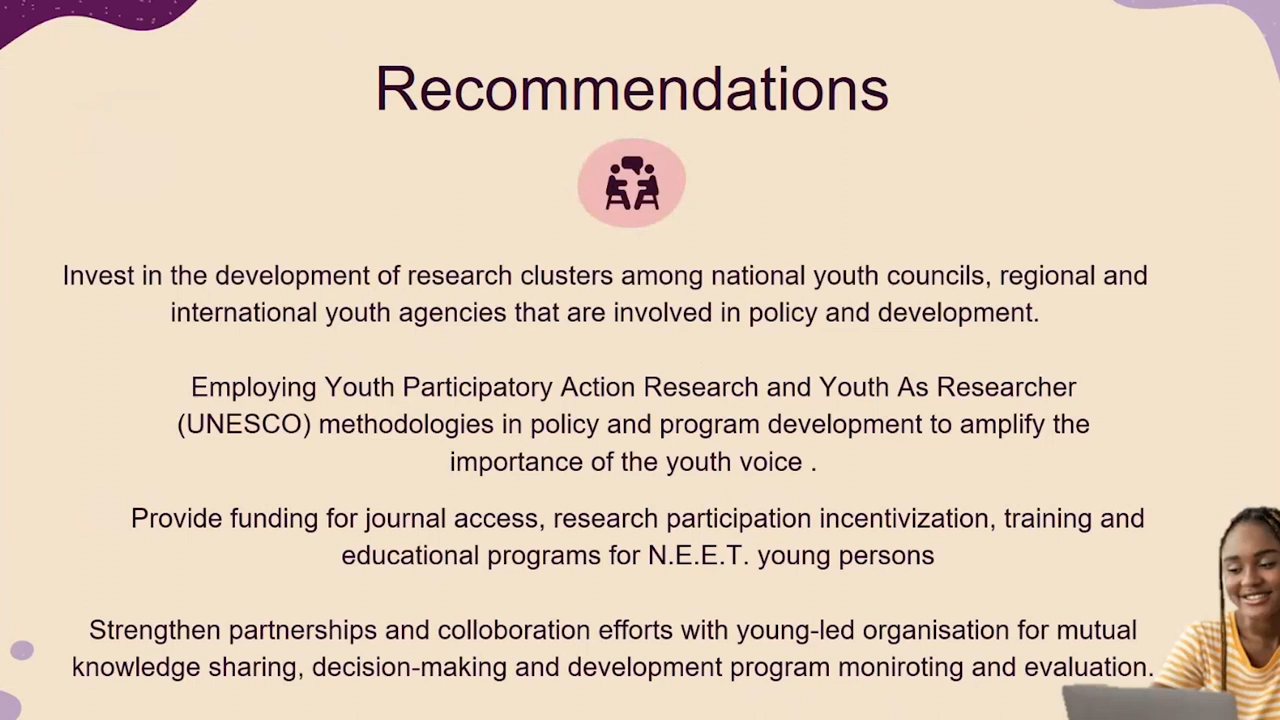 Recommendations
Invest in the development of research clusters among national youth councils, regional and
international youth agencies that are involved in policy and development.
Employing Youth Participatory Action Research and Youth As Researcher
(UNESCO) methodologies in policy and program development to amplify the
importance of the youth voice .
Provide funding for journal access, research participation incentivization, training and
educational programs for N.E.E.T. young persons
Strengthen partnerships and colloboration efforts with young-led organisation for mutual
knowledge sharing, decision-making and development program moniroting and evaluation.